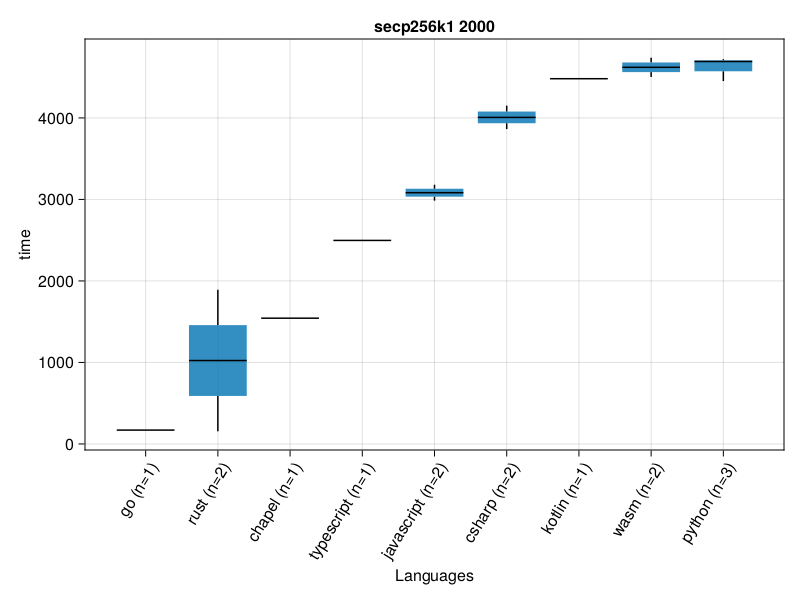 secp256k1 2000
time
4000
3000
2000
1000
0
go (n=1)
rust (n=2)
chapel (n=1)
typescript (n=1)
javascript (n=2)
csharp (n=2)
kotlin (n=1)
wasm (n=2)
python (n=3)
Languages